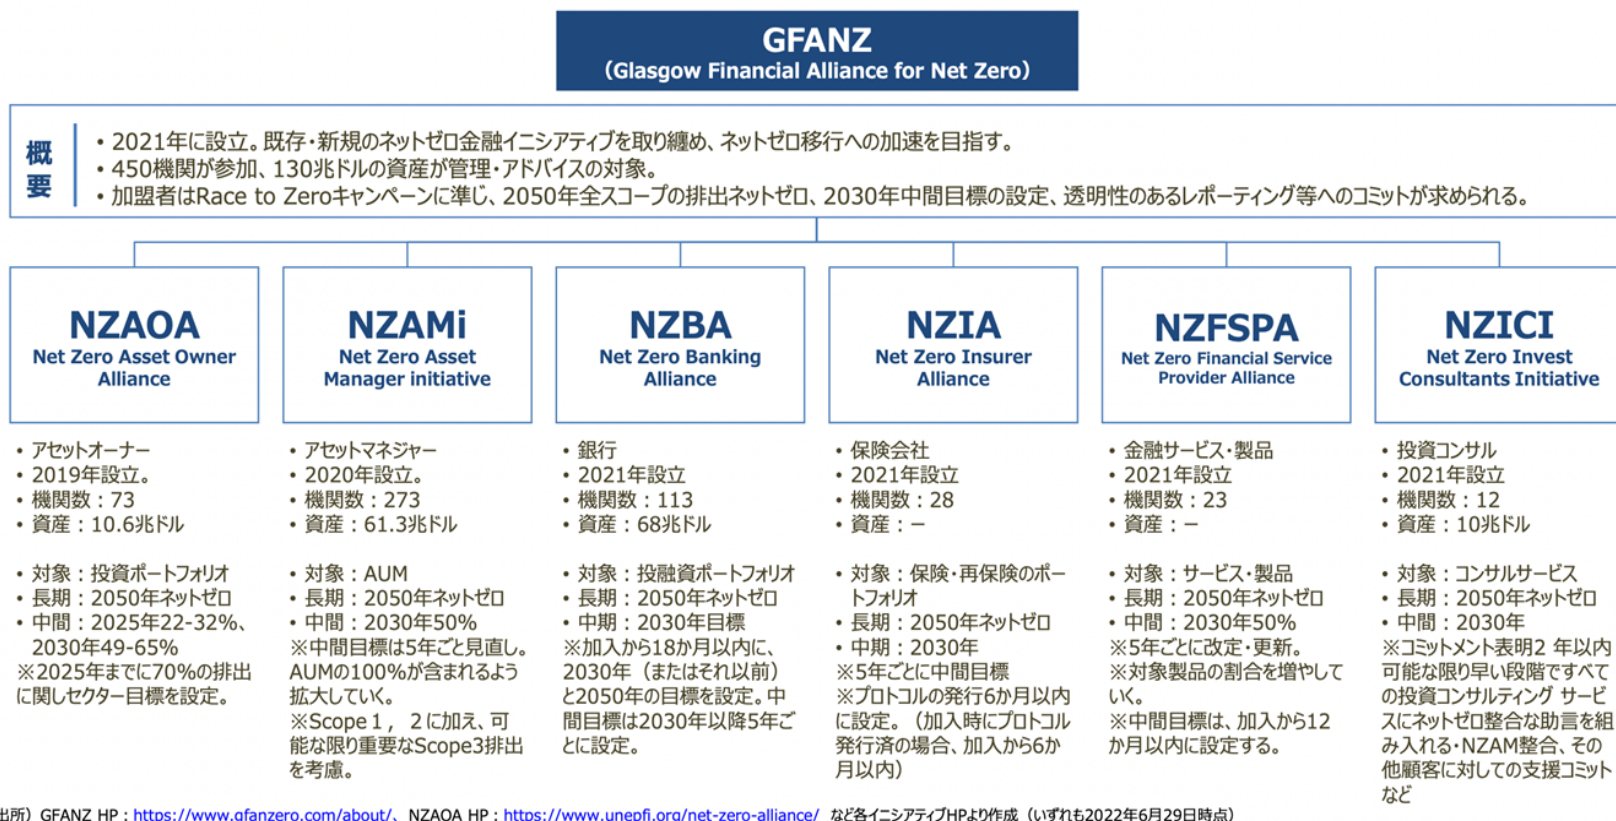 GFANZ
(Glasgow Financial Alliance for Net Zero)
概要
• 2021年に設立。既存・新規のネットゼロ金融イニシアティブを取り纏め、ネットゼロ移行への加速を目指す。
• 450機関が参加、130兆ドルの資産が管理・アドバイスの対象。
• 加盟者はRace to Zeroキャンペーンに準じ、2050年全スコープの排出ネットゼロ、2030年中間目標の設定、透明性のあるレポーティング等へのコミットが求められる。
NZAOA
Net Zero Asset Owner
Alliance
• アセットオーナー
• 2019年設立。
• 機関数：73
• 資産：10.6兆ドル
• 対象：投資ポートフォリオ
• 長期：2050年ネットゼロ
• 中間：2025年22-32%、
2030年49-65%
※2025年までに70%の排出
に関しセクター目標を設定。
NZAMi
Net Zero Asset
Manager initiative
• アセットマネジャー
• 2020年設立。
• 機関数：273
• 資産：61.3兆ドル
• 対象：AUM
• 長期：2050年ネットゼロ
• 中間：2030年50%
※中間目標は5年ごと見直し。
AUMの100%が含まれるよう
拡大していく。
※Scope１，２に加え、可
能な限り重要なScope3排出
を考慮。
NZBA
Net Zero Banking
Alliance
• 銀行
• 2021年設立
• 機関数：113
• 資産：68兆ドル
• 対象：投融資ポートフォリオ
• 長期：2050年ネットゼロ
• 中期：2030年目標
※加入から18か月以内に、
2030年（またはそれ以前）
と2050年の目標を設定。中
間目標は2030年以降5年ご
とに設定。
NZIA
Net Zero Insurer
Alliance
• 保険会社
• 2021年設立
• 機関数：28
• 資産：－
• 対象：保険・再保険のポー
トフォリオ
• 長期：2050年ネットゼロ
• 中期：2030年
※5年ごとに中間目標
※プロトコルの発行6か月以内
に設定。（加入時にプロトコル
発行済の場合、加入から6か
月以内）
NZFSPA
Net Zero Financial Service
Provider Alliance
• 金融サービス・製品
• 2021年設立
• 機関数：23
• 資産：－
• 対象：サービス・製品
• 長期：2050年ネットゼロ
• 中間：2030年50%
※5年ごとに改定・更新。
※対象製品の割合を増やして
いく。
※中間目標は、加入から12
か月以内に設定する。
NZICI
Net Zero Invest
Consultants Initiative
• 投資コンサル
• 2021年設立
• 機関数：12
• 資産：10兆ドル
• 対象：コンサルサービス
• 長期：2050年ネットゼロ
• 中間：2030年
※コミットメント表明2 年以内
可能な限り早い段階ですべて
の投資コンサルティング サービ
スにネットゼロ整合な助言を組
み入れる・NZAM整合、その
他顧客に対しての支援コミット
など
出所）GFANZ HP：https://www.gfanzero.com/about/、NZAOA HP：https://www.unepfi.org/net-zero-alliance/ など各イニシアティブHPより作成（いずれも2022年6月29日時点）